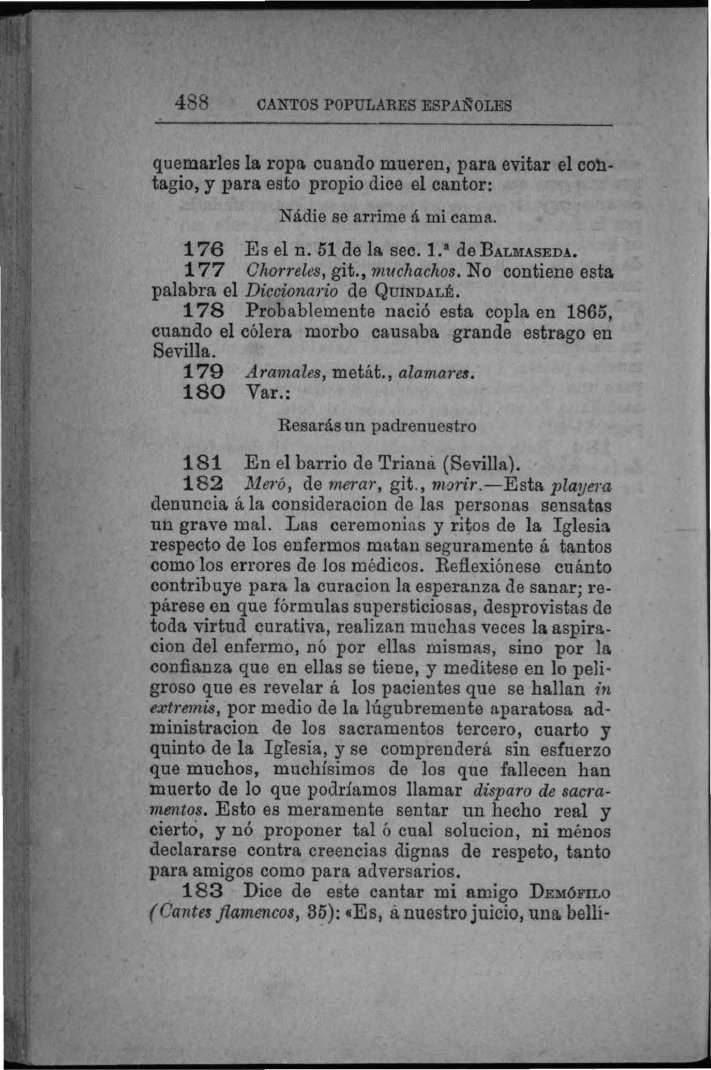 488 CANTOS POPULARES ESPAÑOLES
quemarles la ropa cuando mueren, para evitar el con-
tagio, y para esto propio dice el cantor:
Nádie se arrime á mi cama.
176 Es el n. 51 de la sec. 1.ª de BALMASEDA.
177 Chorreles, git., muchachos. No contiene esta
palabra el Diccionario de QUINDALÉ.
178 Probablemente nació esta copla en 1865,
cuando el cólera morbo causaba grande estrago en
Sevilla.
179 Aramales, metát., alamares.
180 Var.:
Resarás un padrenuestro
181 En el barrio de Triana (Sevilla).
182 Meró, de merar, git., morir.—Esta playera
denuncia á la consideracion de las personas sensatas
un grave mal. Las ceremonias y ritos de la Iglesia
respecto de los enfermos matan seguramente á tantos
como los errores de los médicos. Reflexiónese cuánto
contribuye para la curacion la esperanza de sanar; re-
párese en que fórmulas supersticiosas, desprovistas de
toda virtud curativa, realizan muchas veces la aspira-
cion del enfermo, nó por ellas mismas, sino por la
confianza que en ellas se tiene, y medítese en lo peli-
groso que es revelar á los pacientes que se hallan in
extremis, por medio de la lúgubremente aparatosa ad-
ministracion de los sacramentos tercero, cuarto y
quinto de la Iglesia, y se comprenderá sin esfuerzo
que muchos, muchísimos de los que fallecen han
muerto de lo que podríamos llamar disparo de sacra-
mentos. Esto es meramente sentar un hecho real y
cierto, y nó proponer tal ó cual solucion, ni ménos
declararse contra creencias dignas de respeto, tanto
para amigos como para adversarios.
183 Dice de este cantar mi amigo DEMÓFILO
(Cantes flamencos, 35): «Es, á nuestro juicio, una belli-